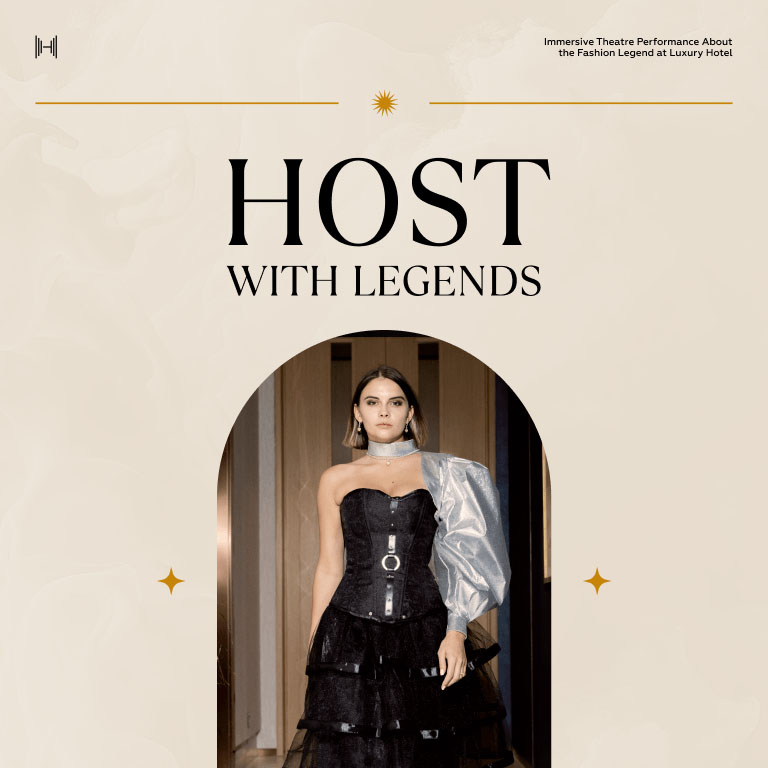 H
Immersive Theatre Performance About
the Fashion Legend at Luxury Hotel
HOST
WITH LEGENDS